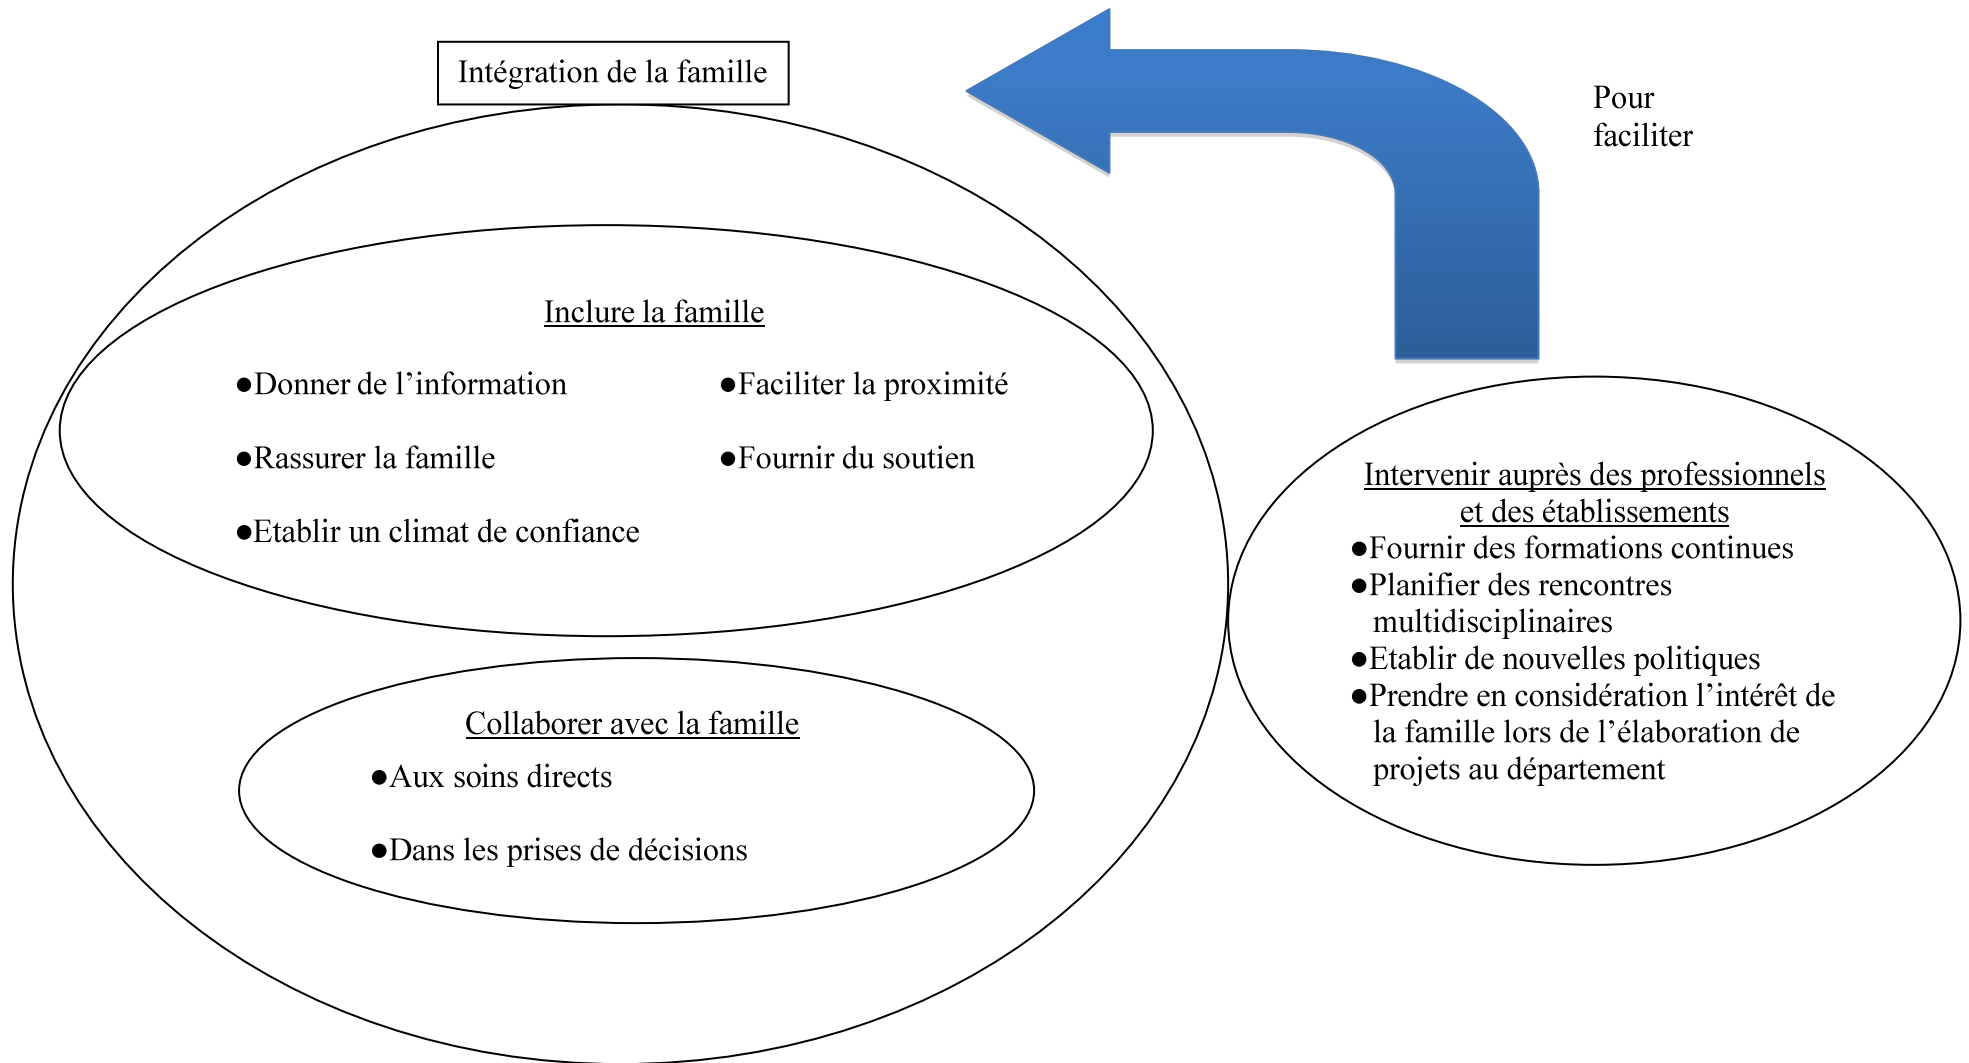 Intégration de la famille
Pour
faciliter
Inclure la famille
●Donner de l’information
●Faciliter la proximité
●Rassurer la famille
●Fournir du soutien
●Etablir un climat de confiance
Collaborer avec la famille
●Aux soins directs
●Dans les prises de décisions
Intervenir auprès des professionnels
et des établissements
●Fournir des formations continues
●Planifier des rencontres
multidisciplinaires
●Etablir de nouvelles politiques
●Prendre en considération l’intérêt de
la famille lors de l’élaboration de
projets au département